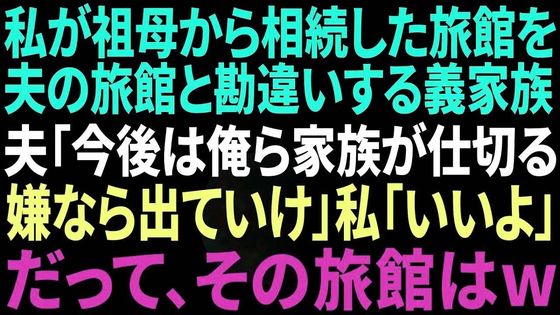 私が祖母から相続した旅館を
夫の旅館と勘違いする義家族
夫「今後は俺ら家族が仕切る
嫌なら出ていけ」私「いいよ」
だって、その旅館はw